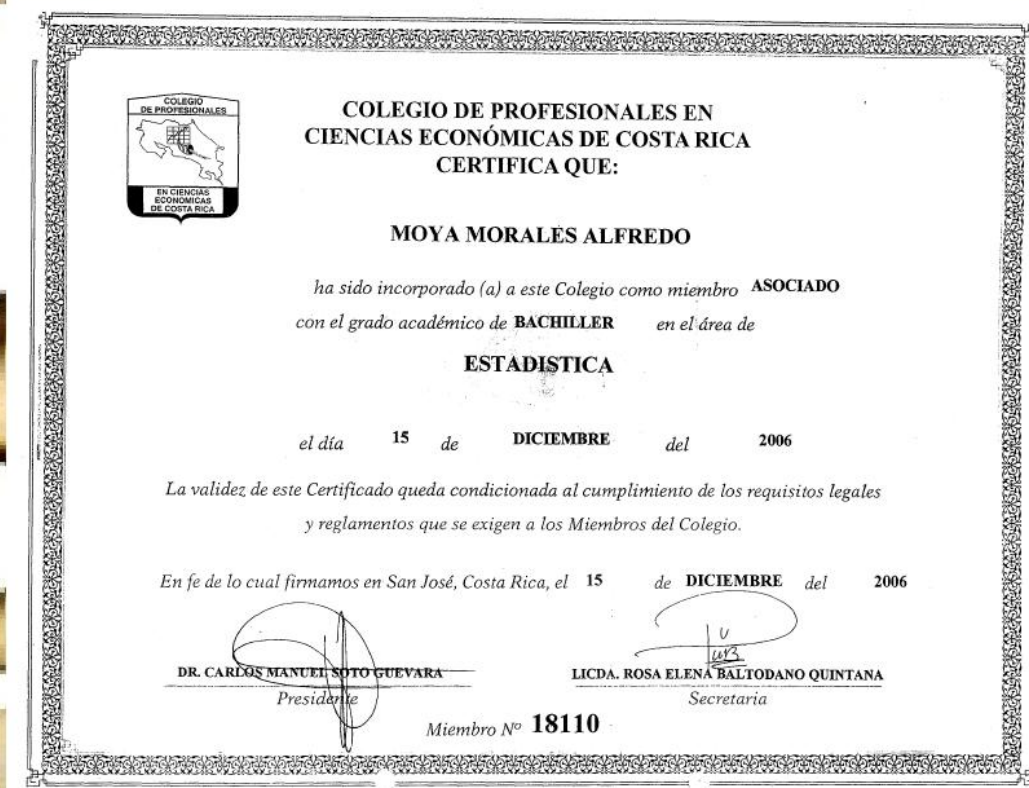 COLEGIO
DE PROFESIONALES
EN CIENCIAS
ECONOMICAS
DE COSTA RICA
COLEGIO DE PROFESIONALES EN
CIENCIAS ECONÓMICAS DE COSTA RICA
CERTIFICA QUE:
MOYA MORALES ALFREDO
ha sido incorporado (a) a este Colegio como miembro ASOCIADO
con el grado académico de BACHILLER en el área de
ESTADISTICA
el día 15 de DICIEMBRE del 2006
La validez de este Certificado queda condicionada al cumplimiento de los requisitos legales
y reglamentos que se exigen a los Miembros del Colegio.
En fe de lo cual firmamos en San José, Costa Rica, el 15 de DICIEMBRE del 2006
DR. CARLOS MANUEL SOTO GUEVARA
Presidente
LICDA. ROSA ELENA BALTODANO QUINTANA
Secretaria
Miembro Nº 18110